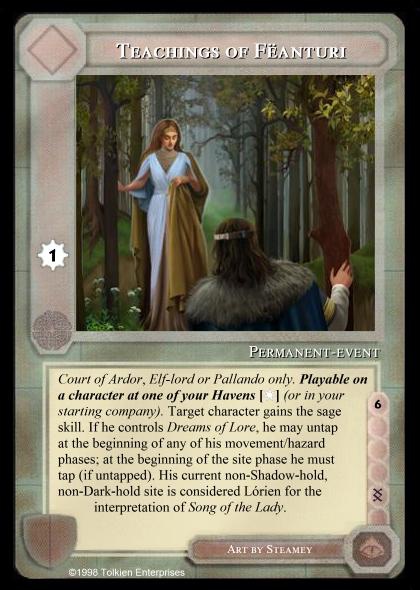 Teachings of Fëanturi
1
Permanent-event
Court of Ardor, Elf-lord or Pallando only. Playable on
a character at one of your Havens [☀] (or in your
starting company). Target character gains the sage
skill. If he controls Dreams of Lore, he may untap
at the beginning of any of his movement/hazard
phases; at the beginning of the site phase he must
tap (if untapped). His current non-Shadow-hold,
non-Dark-hold site is considered Lórien for the
interpretation of Song of the Lady.
6
Art by Steamey
©1998 Tolkien Enterprises